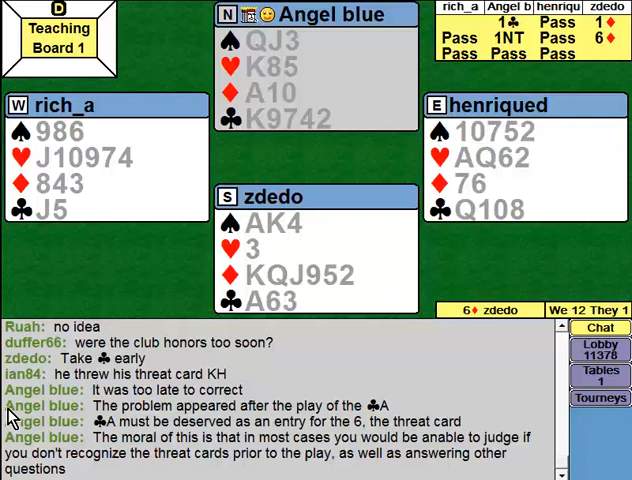 Teaching
Board 1
D
N Angel blue
♠QJ3
♥K85
♦A10
♣K9742
rich_a Angel b henriqu zdedo
1♣ Pass 1♦
Pass 1NT Pass 6♦
Pass Pass Pass
W rich_a
♠986
♥J10974
♦843
♣J5
E henriqued
♠10752
♥AQ62
♦76
♣Q108
S zdedo
♠AK4
♥3
♦KQJ952
♣A63
6♦ zdedo We 12 They 1
Ruah: no idea
duffer66: were the club honors too soon?
zdedo: Take ♣ early
ian84: he threw his threat card KH
Angel blue: It was too late to correct
Angel blue: The problem appeared after the play of the ♣A
Angel blue: ♣A must be deserved as an entry for the 6, the threat card
Angel blue: The moral of this is that in most cases you would be unable to judge if
you don't recognize the threat cards prior to the play, as well as answering other
questions
Chat
Lobby
11378
Tables
1
Tourneys